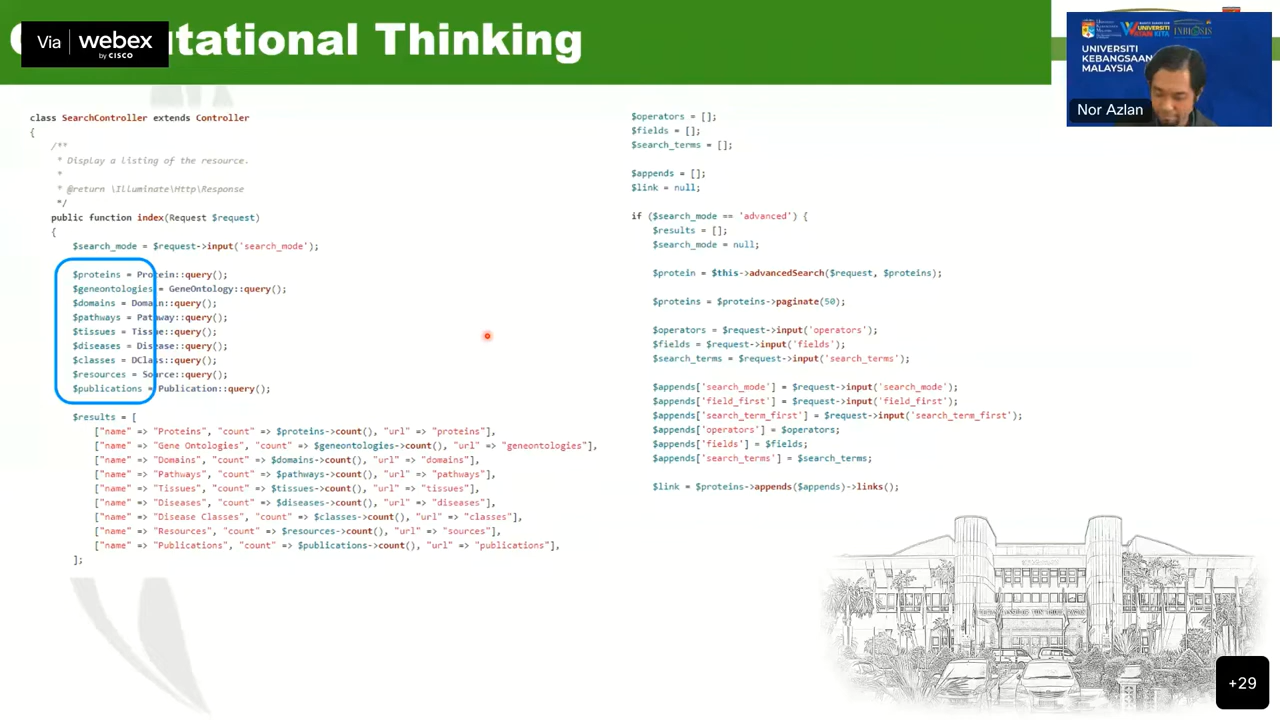 Computational Thinking
Via webex
by CISCO
UNIVERSITI
KEBANGSAAN
MALAYSIA
Nor Azlan
class SearchController extends Controller
{
/**
* Display a listing of the resource.
*
* @return \Illuminate\Http\Response
*/
public function index(Request $request)
{
$search_mode = $request->input('search_mode');
$proteins = Protein::query();
$geneontologies = GeneOntology::query();
$domains = Domain::query();
$pathways = Pathway::query();
$tissues = Tissue::query();
$diseases = Disease::query();
$classes = DClass::query();
$resources = Source::query();
$publications = Publication::query();
$results = [
["name" => "Proteins", "count" => $proteins->count(), "url" => "proteins"],
["name" => "Gene Ontologies", "count" => $geneontologies->count(), "url" => "geneontologies"],
["name" => "Domains", "count" => $domains->count(), "url" => "domains"],
["name" => "Pathways", "count" => $pathways->count(), "url" => "pathways"],
["name" => "Tissues", "count" => $tissues->count(), "url" => "tissues"],
["name" => "Diseases", "count" => $diseases->count(), "url" => "diseases"],
["name" => "Disease Classes", "count" => $classes->count(), "url" => "classes"],
["name" => "Resources", "count" => $resources->count(), "url" => "sources"],
["name" => "Publications", "count" => $publications->count(), "url" => "publications"],
];
$operators = [];
$fields = [];
$search_terms = [];
$appends = [];
$link = null;
if ($search_mode == 'advanced') {
$results = [];
$search_mode = null;
$protein = $this->advancedSearch($request, $proteins);
$proteins = $proteins->paginate(50);
$operators = $request->input('operators');
$fields = $request->input('fields');
$search_terms = $request->input('search_terms');
$appends['search_mode'] = $request->input('search_mode');
$appends['field_first'] = $request->input('field_first');
$appends['search_term_first'] = $request->input('search_term_first');
$appends['operators'] = $operators;
$appends['fields'] = $fields;
$appends['search_terms'] = $search_terms;
$link = $proteins->appends($appends)->links();
+29